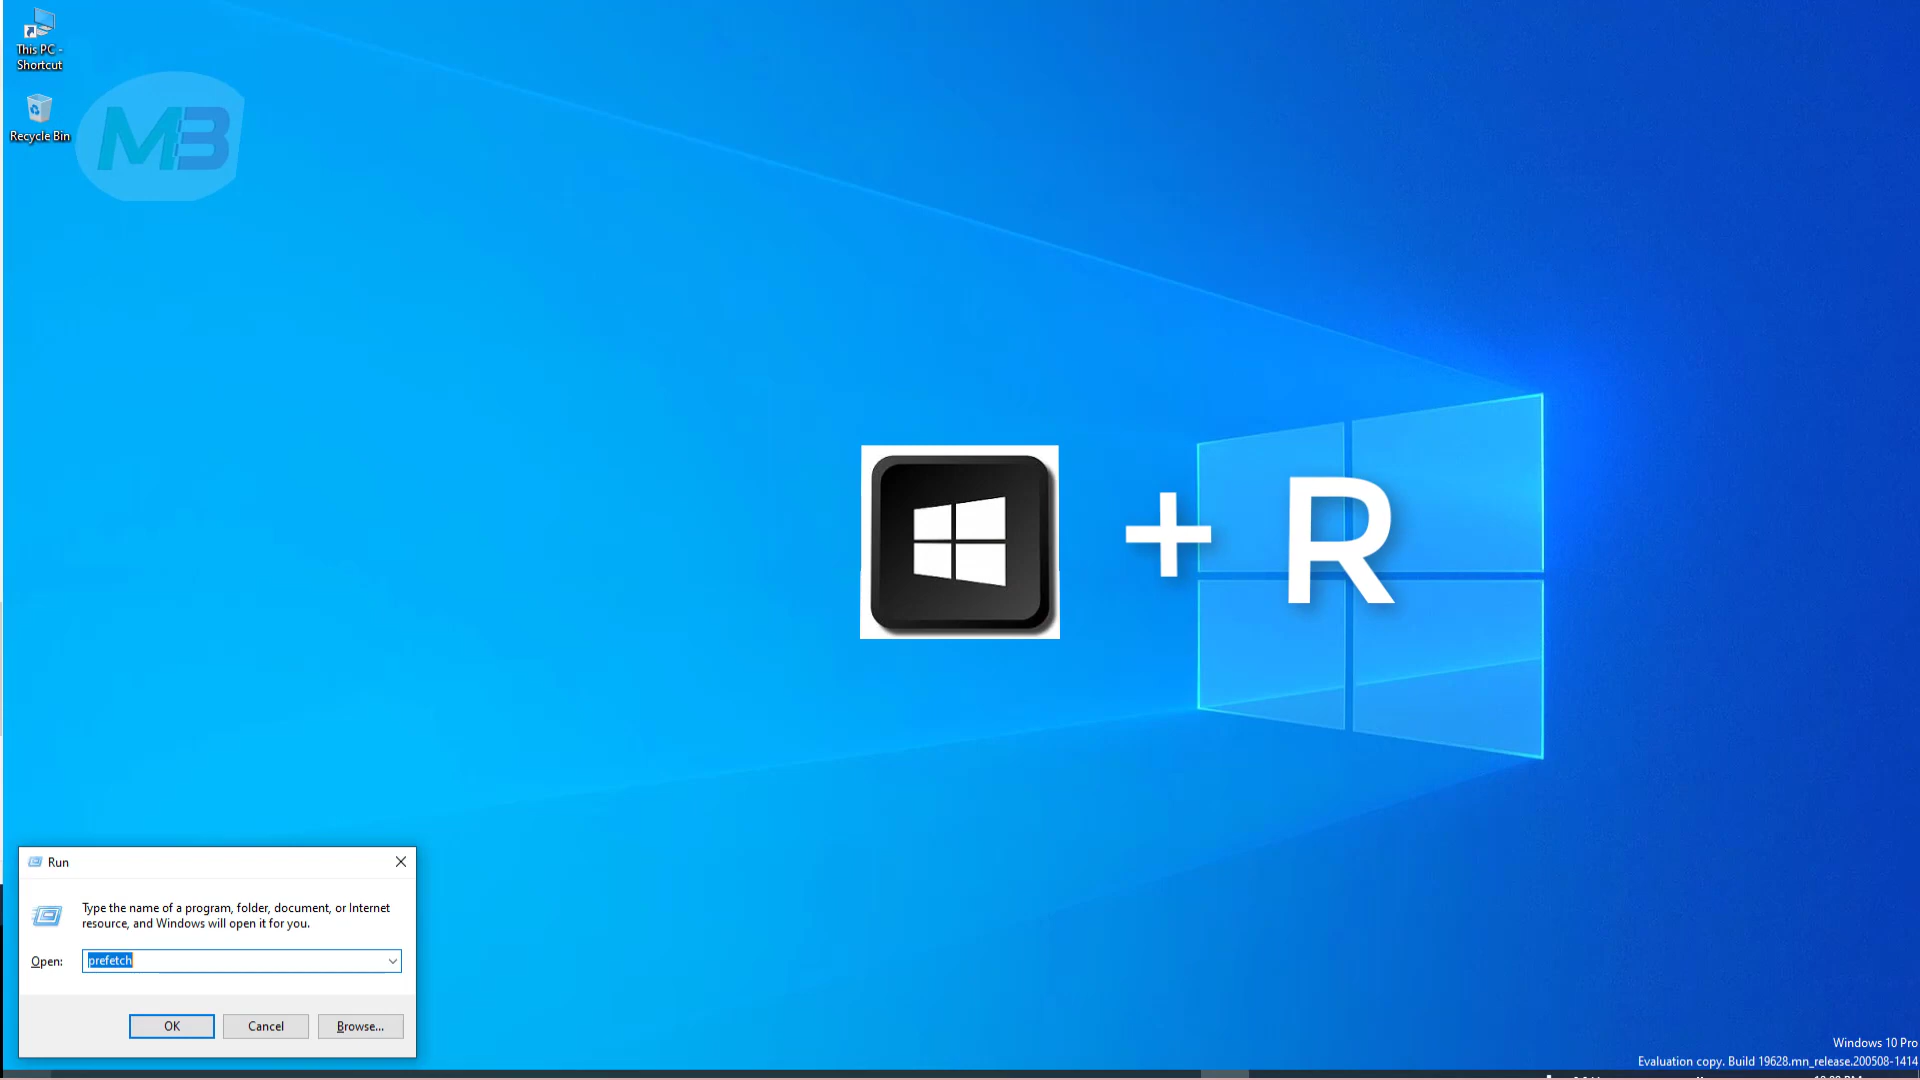 This PC -
Shortcut
MB
Recycle Bin
+ R
Run
Type the name of a program, folder, document, or Internet
resource, and Windows will open it for you.
Open:
prefetch
OK
Cancel
Browse...
Windows 10 Pro
Evaluation copy. Build 19628.mn_release.200508-1414